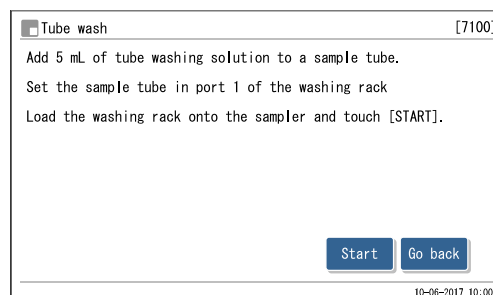 Tube wash [7100]
Add 5 mL of tube washing solution to a sample tube.
Set the sample tube in port 1 of the washing rack
Load the washing rack onto the sampler and touch [START].
Start Go back
10-06-2017 10:00